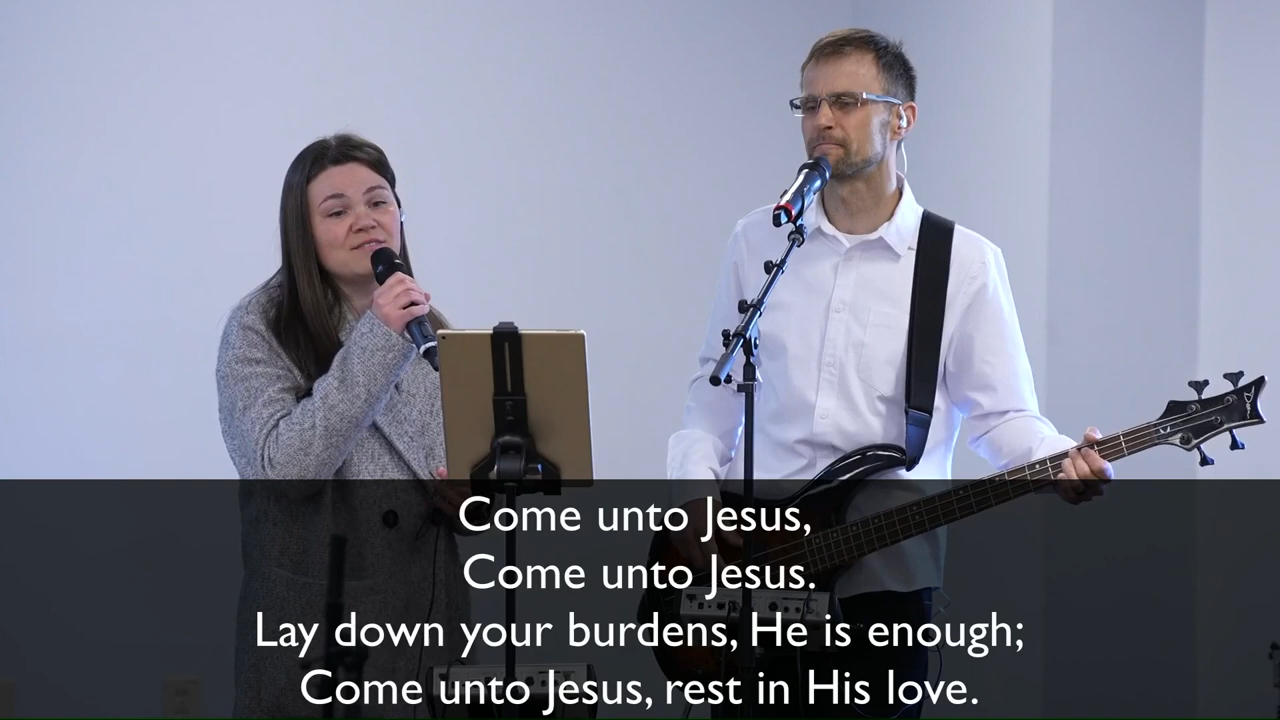 Come unto Jesus,
Come unto Jesus.
Lay down your burdens, He is enough;
Come unto Jesus, rest in His love.
Dean